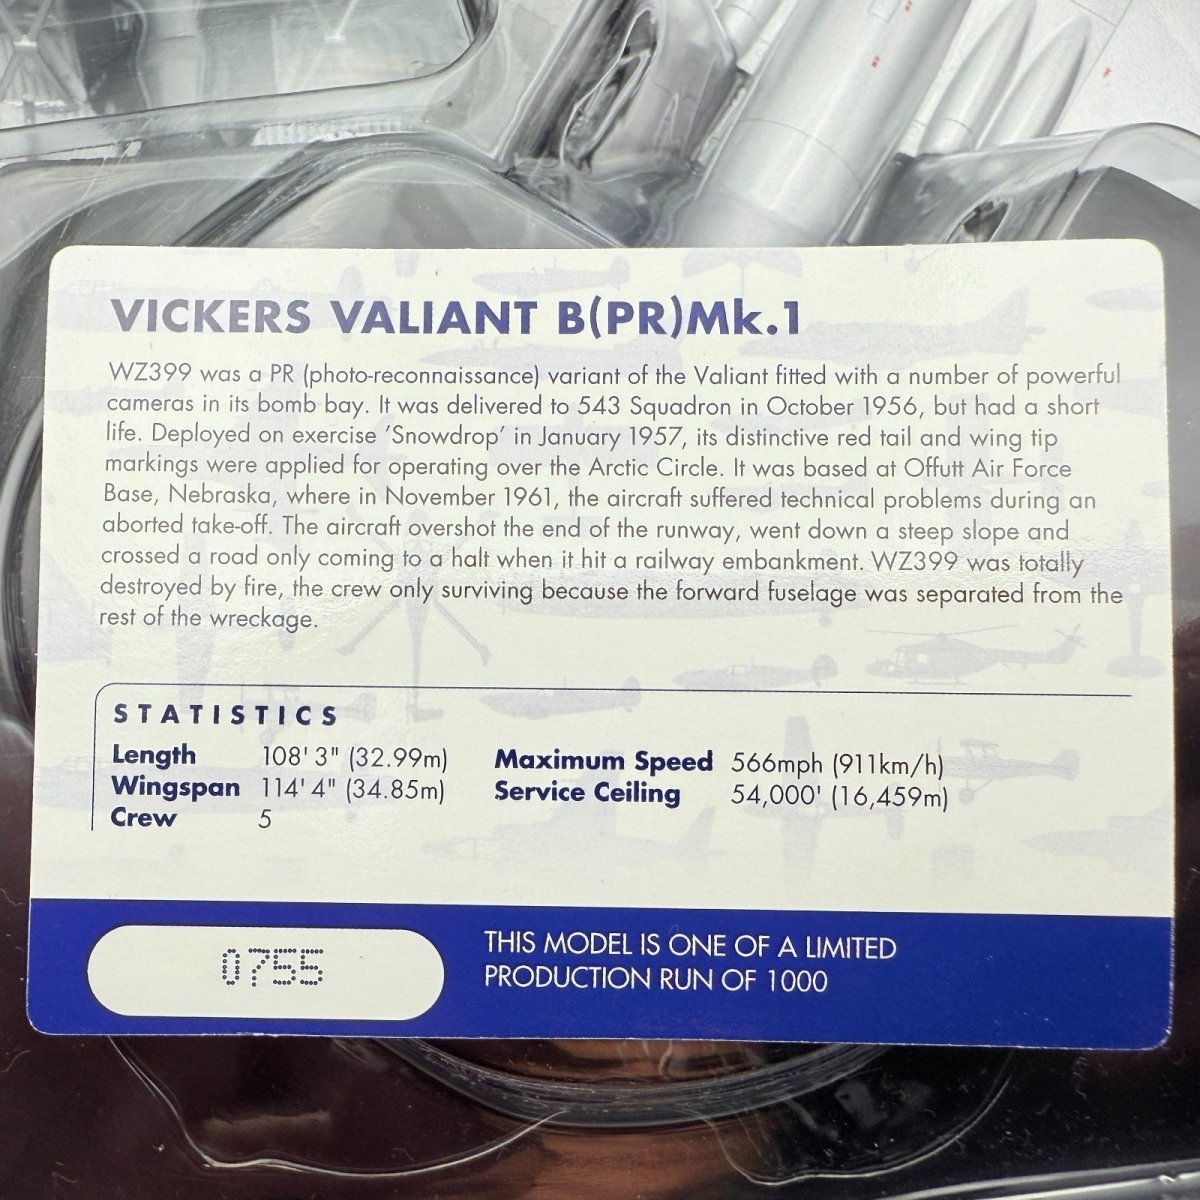 VICKERS VALIANT B(PR)Mk.1
WZ399 was a PR (photo-reconnaissance) variant of the Valiant fitted with a number of powerful
cameras in its bomb bay. It was delivered to 543 Squadron in October 1956, but had a short
life. Deployed on exercise 'Snowdrop' in January 1957, its distinctive red tail and wing tip
markings were applied for operating over the Arctic Circle. It was based at Offutt Air Force
Base, Nebraska, where in November 1961, the aircraft suffered technical problems during an
aborted take-off. The aircraft overshot the end of the runway, went down a steep slope and
crossed a road only coming to a halt when it hit a railway embankment. WZ399 was totally
destroyed by fire, the crew only surviving because the forward fuselage was separated from the
rest of the wreckage.
STATISTICS
Length 108' 3" (32.99m) Maximum Speed 566mph (911km/h)
Wingspan 114' 4" (34.85m) Service Ceiling 54,000' (16,459m)
Crew 5
0755
THIS MODEL IS ONE OF A LIMITED
PRODUCTION RUN OF 1000